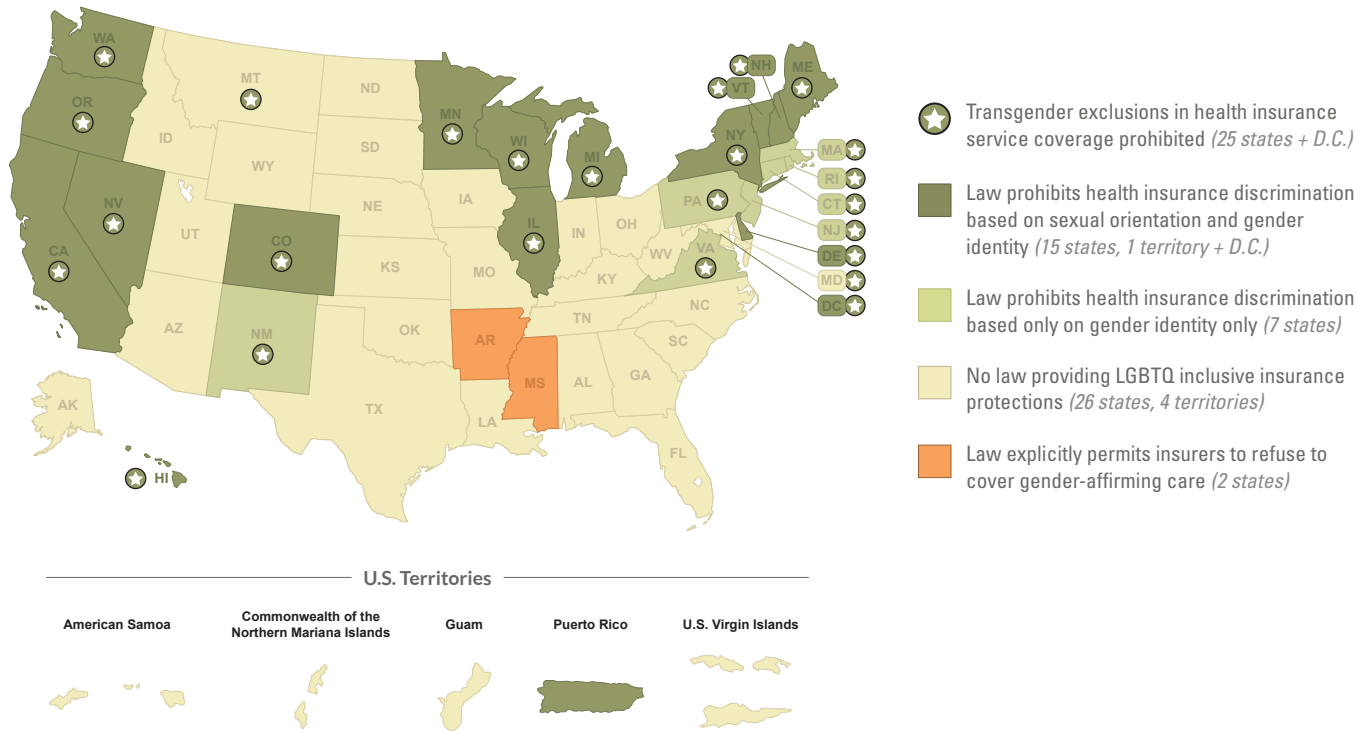 WA
OR
CA
NV
ID
MT
WY
UT
CO
AZ
NM
ND
SD
NE
KS
OK
TX
MN
IA
MO
AR
LA
WI
IL
MI
IN
OH
KY
TN
MS
AL
GA
FL
SC
NC
VA
WV
PA
NY
VT
NH
ME
MA
RI
CT
NJ
DE
MD
DC
AK
HI
Transgender exclusions in health insurance
service coverage prohibited (25 states + D.C.)
Law prohibits health insurance discrimination
based on sexual orientation and gender
identity (15 states, 1 territory + D.C.)
Law prohibits health insurance discrimination
based only on gender identity only (7 states)
No law providing LGBTQ inclusive insurance
protections (26 states, 4 territories)
Law explicitly permits insurers to refuse to
cover gender-affirming care (2 states)
U.S. Territories
American Samoa
Commonwealth of the
Northern Mariana Islands
Guam
Puerto Rico
U.S. Virgin Islands